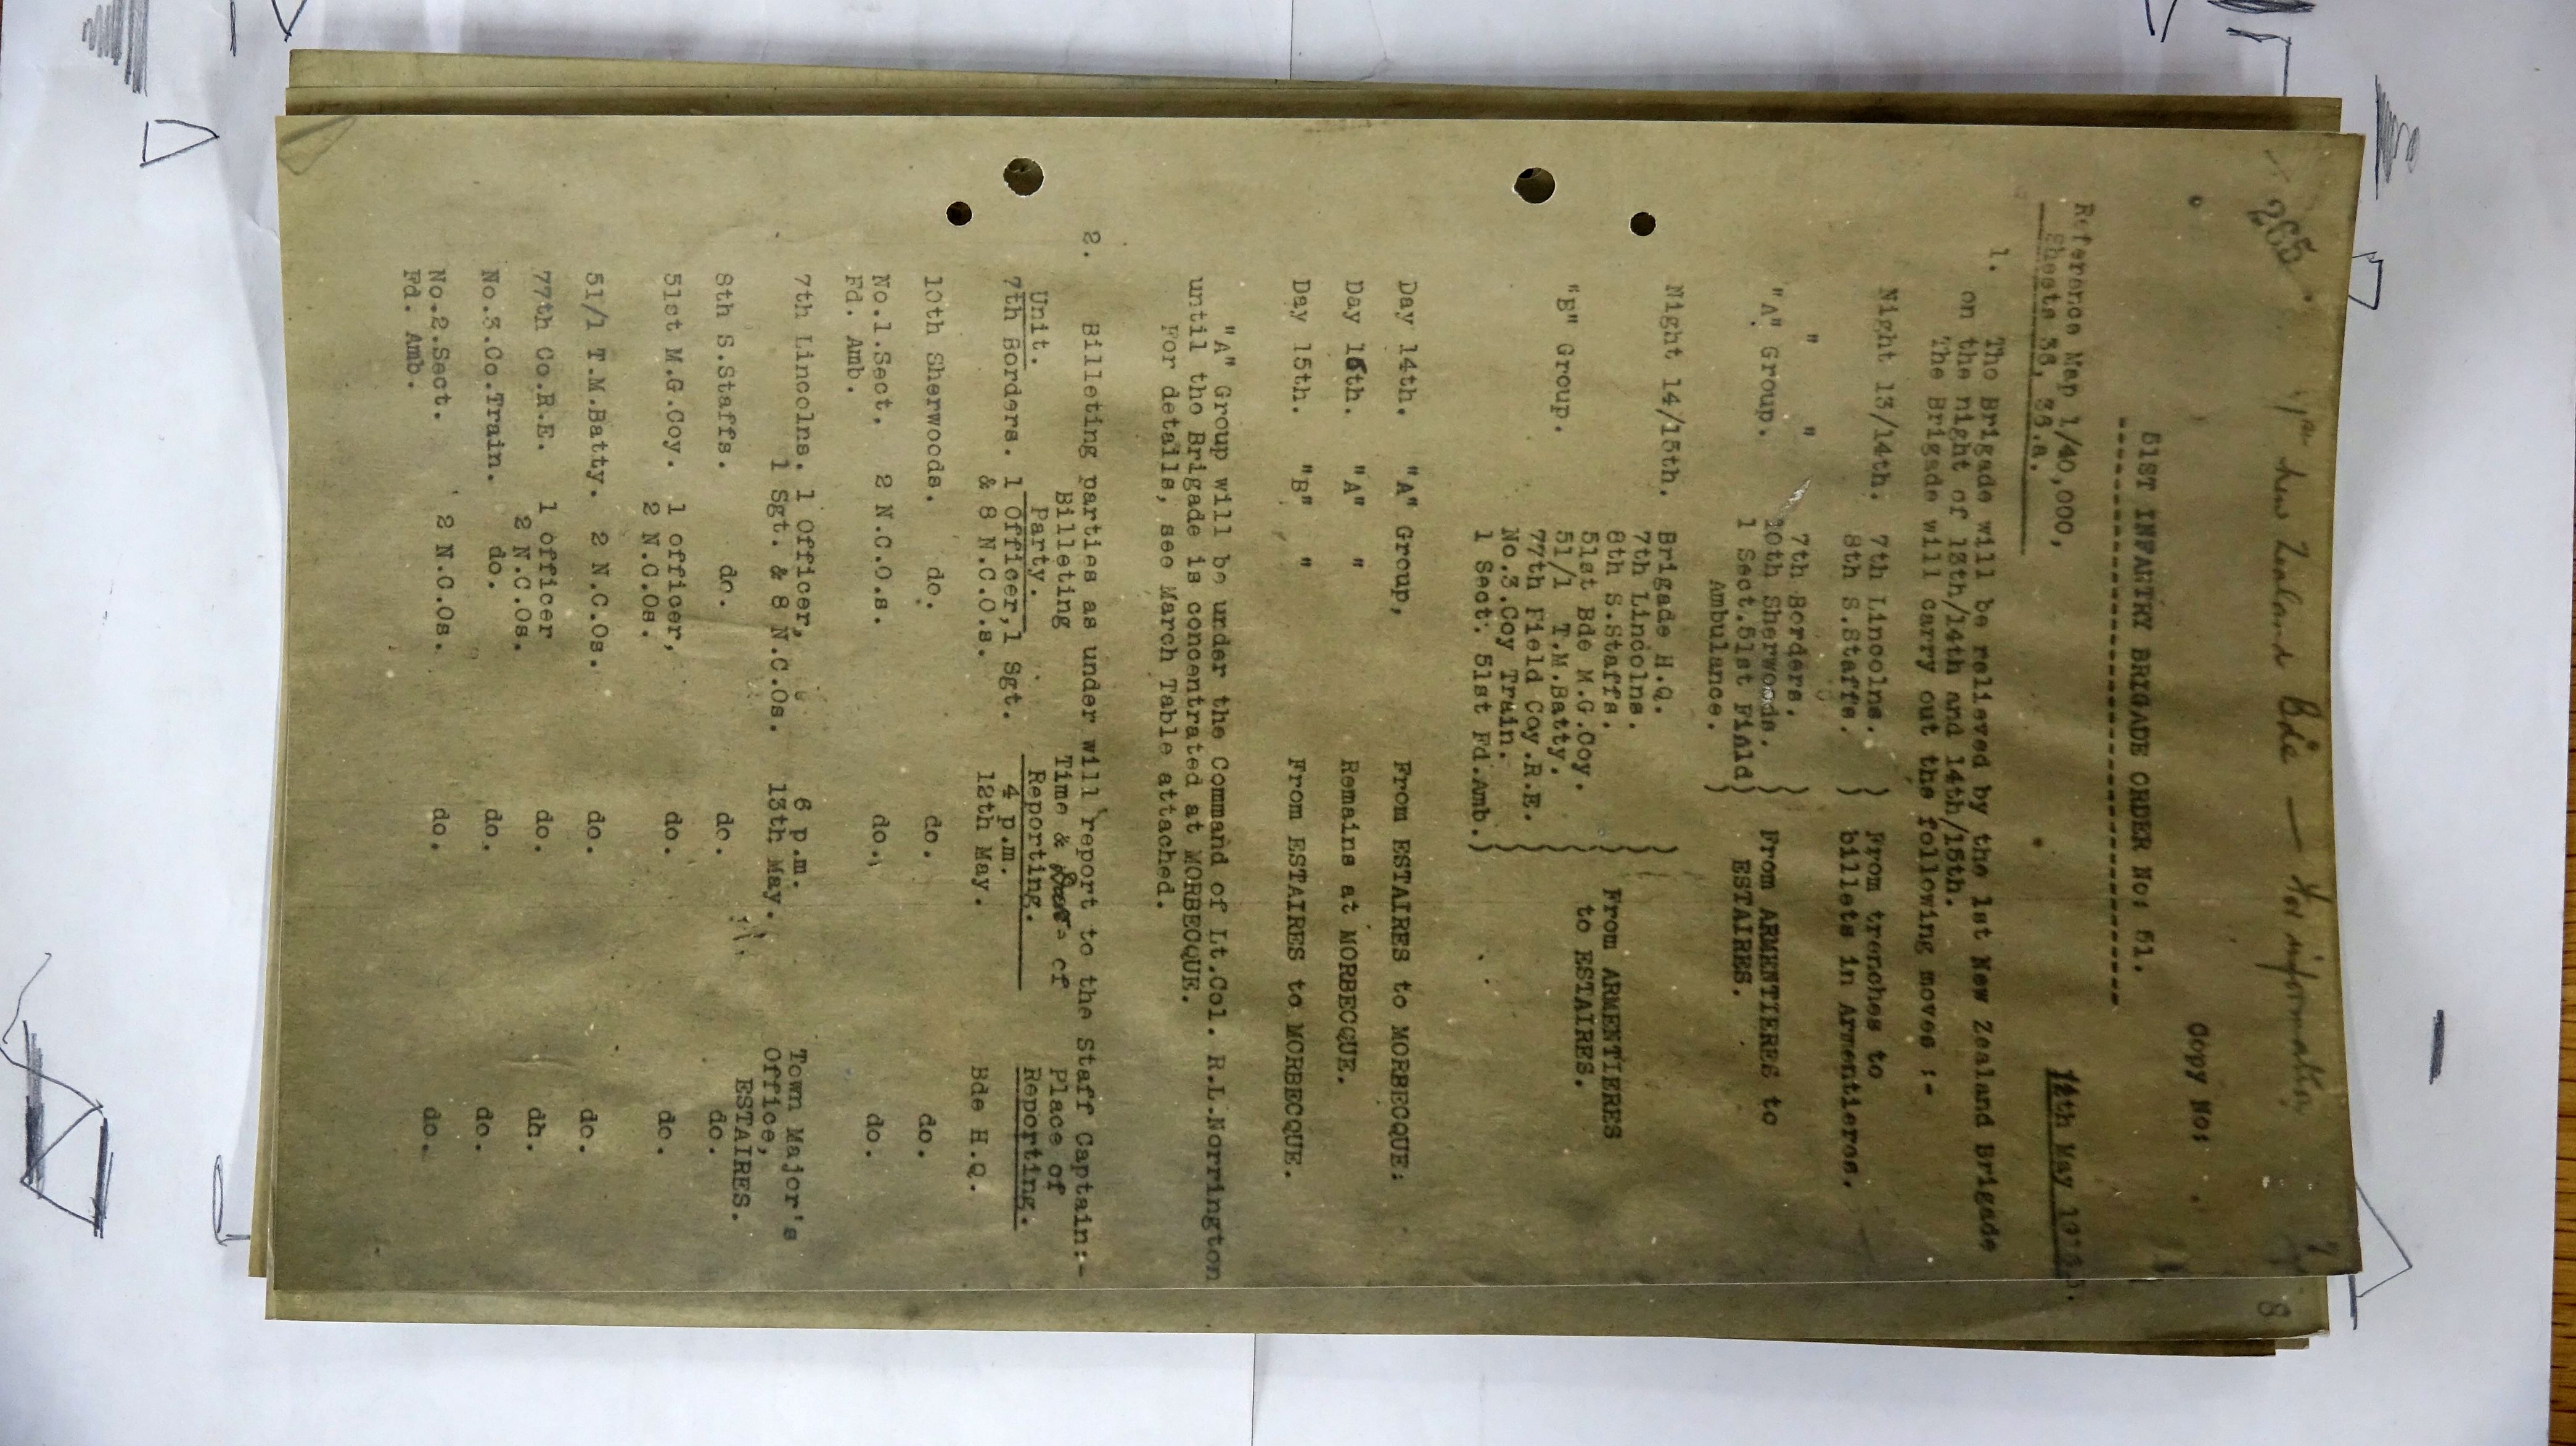 265
New Zealand Bde — For information
7
8
Copy No:
51ST INFANTRY BRIGADE ORDER No: 51.
--------------------------------
Reference Map 1/40,000,
Sheets 36, 36.a.
12th May 1916.
1. The Brigade will be relieved by the 1st New Zealand Brigade
on the night of 13th/14th and 14th/15th.
The Brigade will carry out the following moves :-
Night 13/14th. 7th Lincolns. } From trenches to
8th S.Staffs. } billets in Armentieres.
" " 7th Borders. }
"A" Group. 10th Sherwoods. } From ARMENTIERES to
1 Sect.51st Fiald} ESTAIRES.
Ambulance. }
Night 14/15th. Brigade H.Q. }
7th Lincolns. }
"B" Group. 8th S.Staffs. } From ARMENTIERES
51st Bde M.G.Coy. } to ESTAIRES.
51/1 T.M.Batty. }
77th Field Coy.R.E. }
No.3.Coy Train. }
1 Sect. 51st Fd.Amb. )
Day 14th. "A" Group, From ESTAIRES to MORBECQUE:
Day 15th. "A" " Remains at MORBECQUE.
Day 15th. "B" " From ESTAIRES to MORBECQUE.
"A" Group will be under the Command of Lt.Col. R.L.Norrington
until the Brigade is concentrated at MORBECQUE.
For details, see March Table attached.
2. Billeting parties as under will report to the Staff Captain:-
Billeting Time & Date of Place of
Unit. Party. Reporting. Reporting.
7th Borders. 1 Officer,1 Sgt. 4 p.m.
& 8 N.C.O.s. 12th May. Bde H.Q.
10th Sherwoods. do. do. do.
No.1.Sect. 2 N.C.O.s. do. do.
Fd. Amb.
7th Lincolns. 1 Officer, 6 p.m. Town Major's
1 Sgt. & 8 N.C.Os. 13th May. Office,
ESTAIRES.
8th S.Staffs. do. do. do.
51st M.G.Coy. 1 officer, do. do.
2 N.C.Os.
51/1 T.M.Batty. 2 N.C.Os. do. do.
77th Co.R.E. 1 officer do. dh.
2 N.C.Os.
No.3.Co.Train. do. do. do.
No.2.Sect. 2 N.C.Os. do. do.
Fd. Amb.